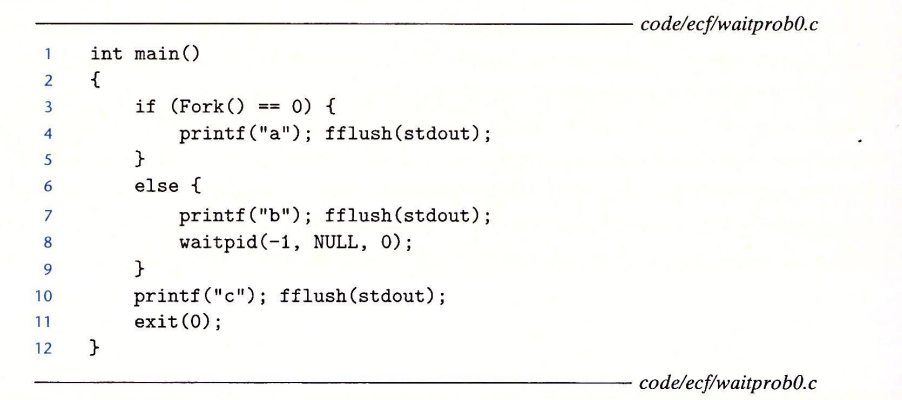 code/ecf/waitprob0.c
1 int main()
2 {
3     if (Fork() == 0) {
4         printf("a"); fflush(stdout);
5     }
6     else {
7         printf("b"); fflush(stdout);
8         waitpid(-1, NULL, 0);
9     }
10     printf("c"); fflush(stdout);
11     exit(0);
12 }
code/ecf/waitprob0.c